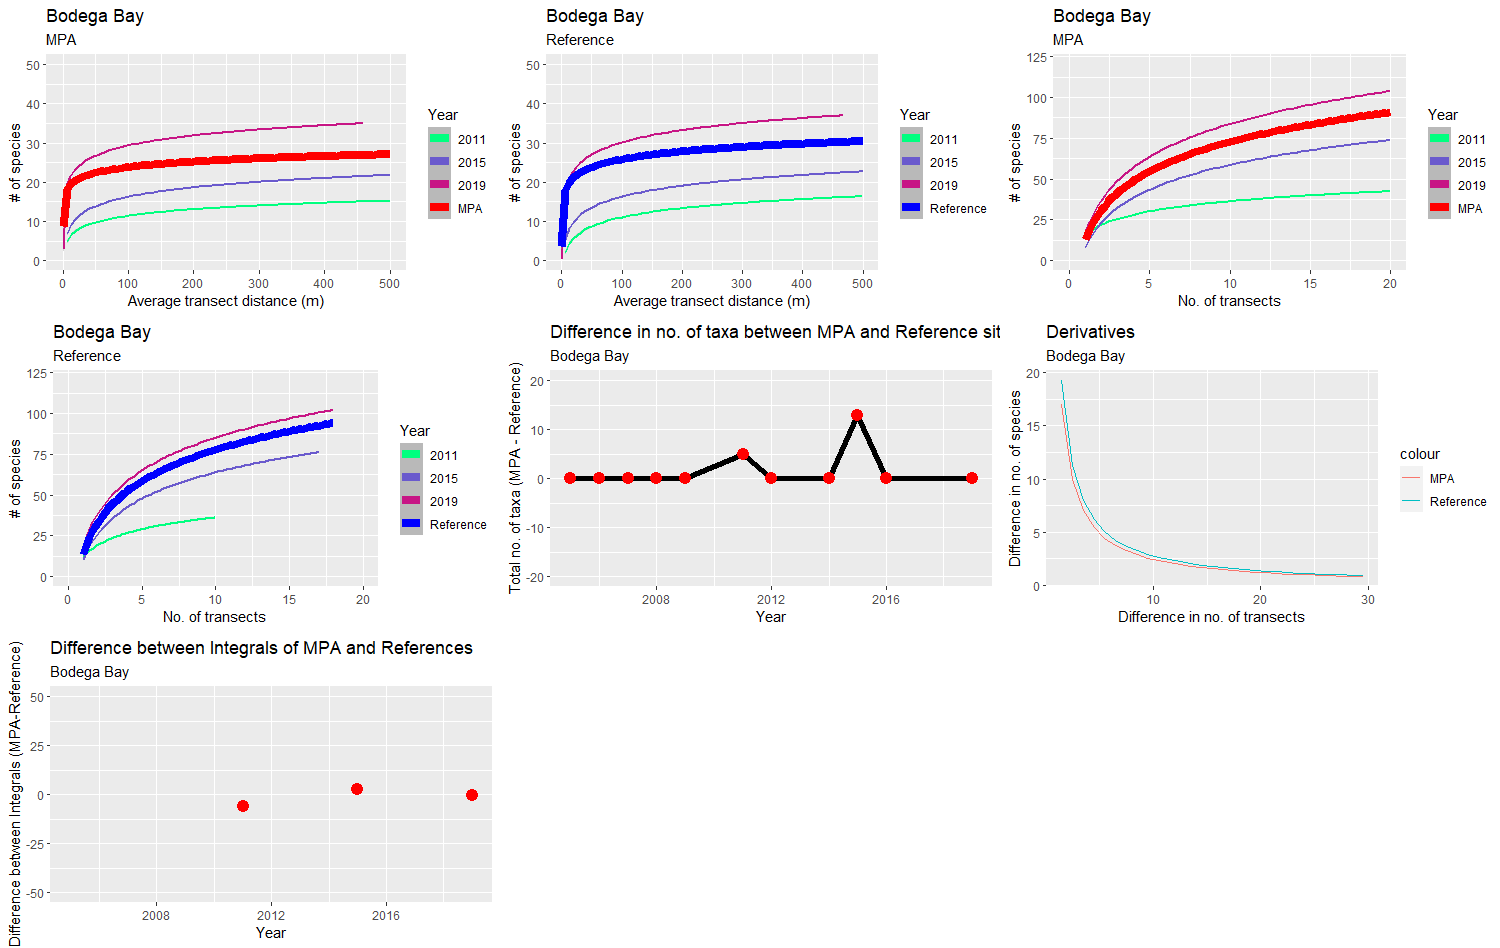 Bodega Bay
MPA
# of species
50
40
30
20
10
0
0 100 200 300 400 500
Average transect distance (m)
Year
2011
2015
2019
MPA
Bodega Bay
Reference
# of species
50
40
30
20
10
0
0 100 200 300 400 500
Average transect distance (m)
Year
2011
2015
2019
Reference
Bodega Bay
MPA
# of species
125
100
75
50
25
0
0 5 10 15 20
No. of transects
Year
2011
2015
2019
MPA
Bodega Bay
Reference
# of species
125
100
75
50
25
0
0 5 10 15 20
No. of transects
Year
2011
2015
2019
Reference
Difference in no. of taxa between MPA and Reference sit
Bodega Bay
Total no. of taxa (MPA - Reference)
20
10
0
-10
-20
2008 2012 2016
Year
Derivatives
Bodega Bay
Difference in no. of species
20
15
10
5
0
10 20 30
Difference in no. of transects
colour
MPA
Reference
Difference between Integrals of MPA and References
Bodega Bay
Difference between Integrals (MPA-Reference)
50
25
0
-25
-50
2008 2012 2016
Year